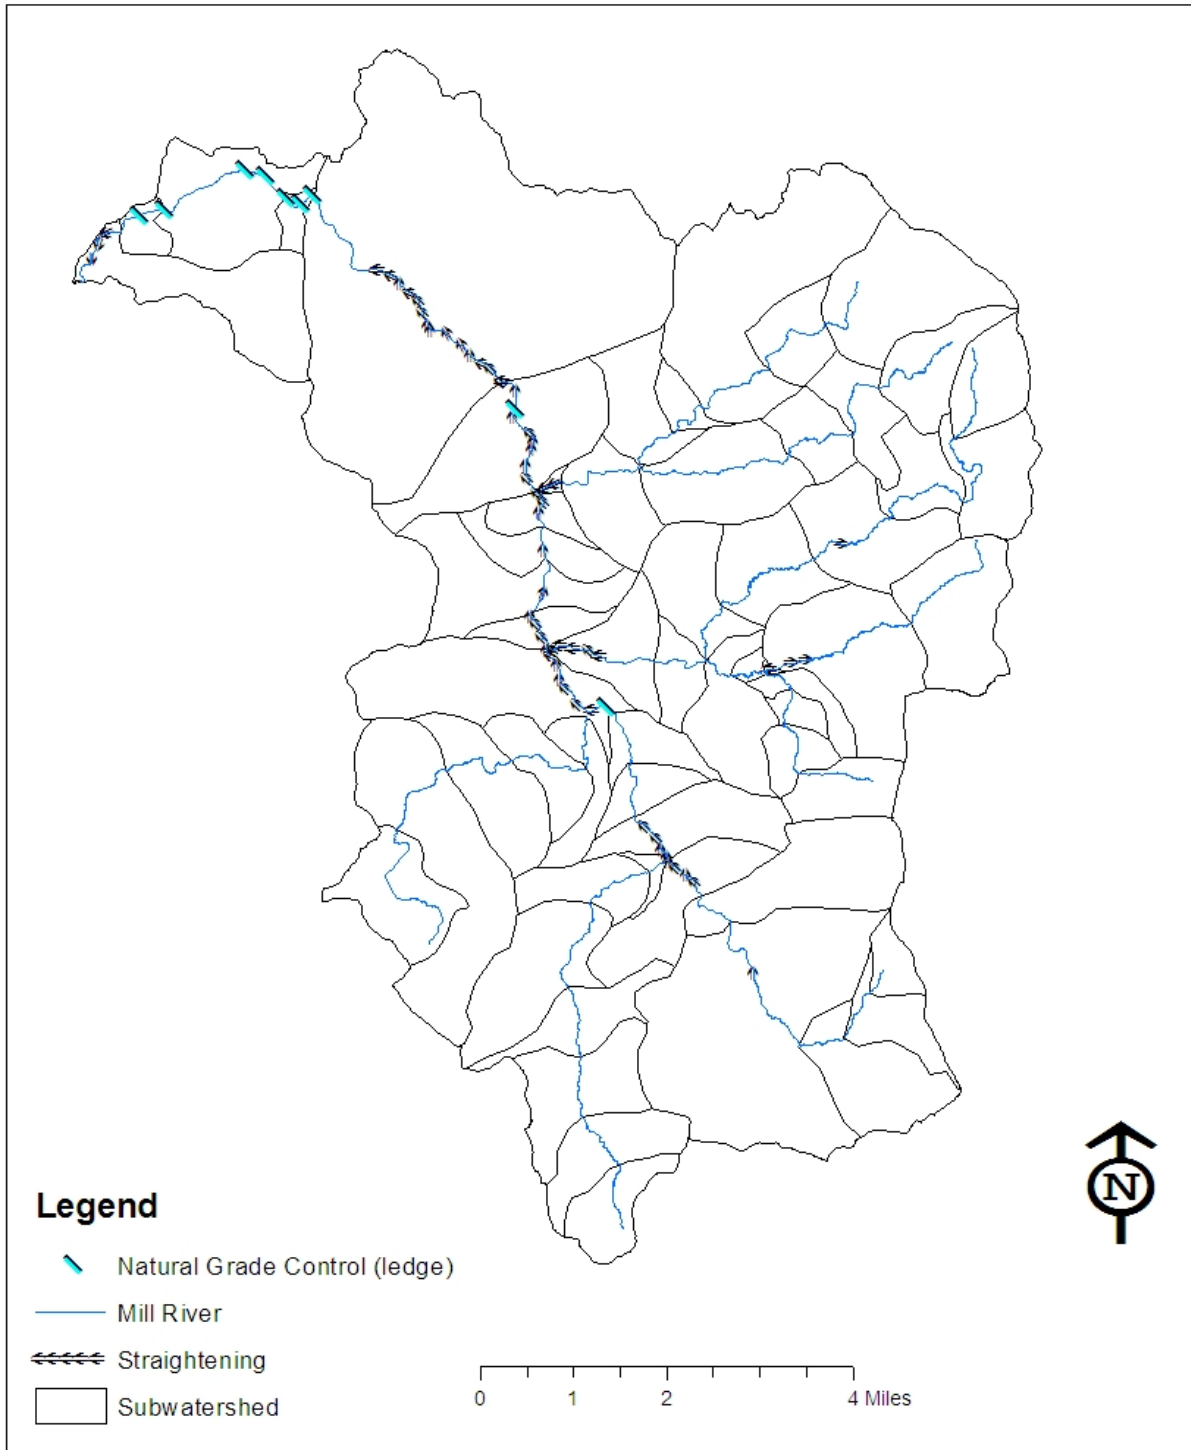 N
Legend
Natural Grade Control (ledge)
Mill River
Straightening
Subwatershed
0 1 2 4 Miles